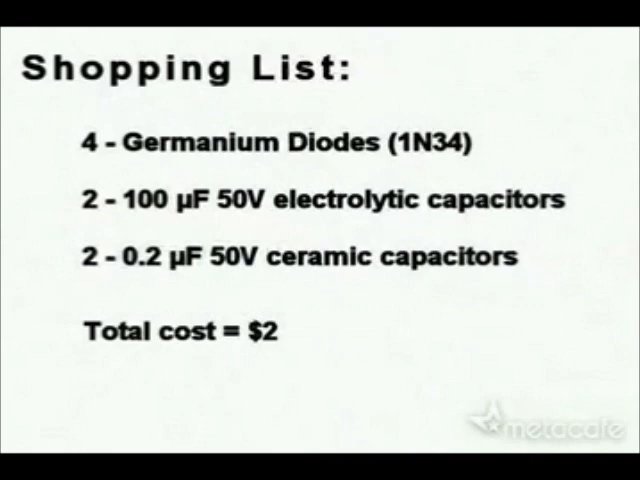 Shopping List:
4 - Germanium Diodes (1N34)
2 - 100 µF 50V electrolytic capacitors
2 - 0.2 µF 50V ceramic capacitors
Total cost = $2
metacafe